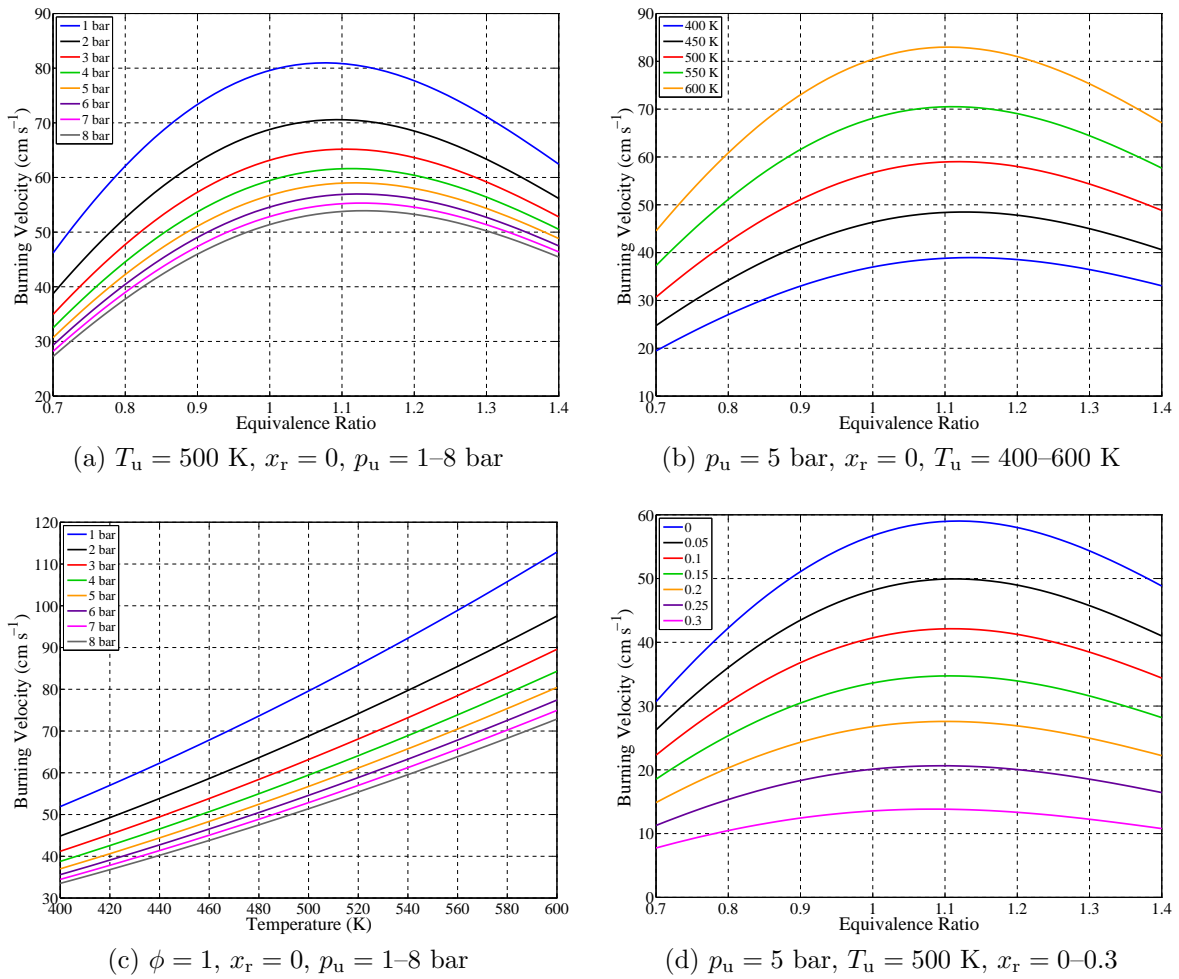 90
80
70
60
50
40
30
20
Burning Velocity (cm s⁻¹)
1 bar
2 bar
3 bar
4 bar
5 bar
6 bar
7 bar
8 bar
0.7 0.8 0.9 1 1.1 1.2 1.3 1.4
Equivalence Ratio
(a) Tᵤ = 500 K, xᵣ = 0, pᵤ = 1–8 bar
90
80
70
60
50
40
30
20
10
Burning Velocity (cm s⁻¹)
400 K
450 K
500 K
550 K
600 K
0.7 0.8 0.9 1 1.1 1.2 1.3 1.4
Equivalence Ratio
(b) pᵤ = 5 bar, xᵣ = 0, Tᵤ = 400–600 K
120
110
100
90
80
70
60
50
40
30
Burning Velocity (cm s⁻¹)
1 bar
2 bar
3 bar
4 bar
5 bar
6 bar
7 bar
8 bar
400 420 440 460 480 500 520 540 560 580 600
Temperature (K)
(c) ϕ = 1, xᵣ = 0, pᵤ = 1–8 bar
60
50
40
30
20
10
0
Burning Velocity (cm s⁻¹)
0
0.05
0.1
0.15
0.2
0.25
0.3
0.7 0.8 0.9 1 1.1 1.2 1.3 1.4
Equivalence Ratio
(d) pᵤ = 5 bar, Tᵤ = 500 K, xᵣ = 0–0.3